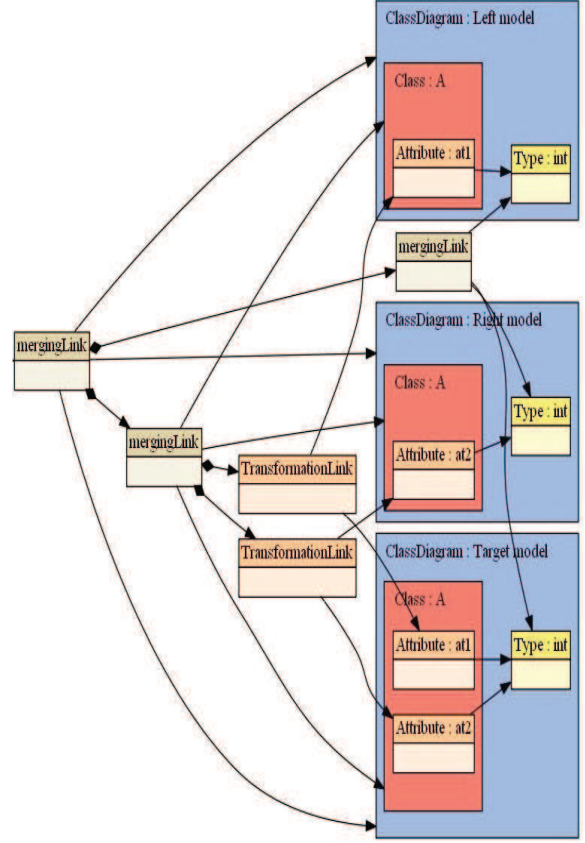 ClassDiagram : Left model
Class : A
Attribute : at1
Type : int
mergingLink
ClassDiagram : Right model
mergingLink
Class : A
Type : int
mergingLink
Attribute : at2
TransformationLink
TransformationLink
ClassDiagram : Target model
Class : A
Attribute : at1
Type : int
Attribute : at2